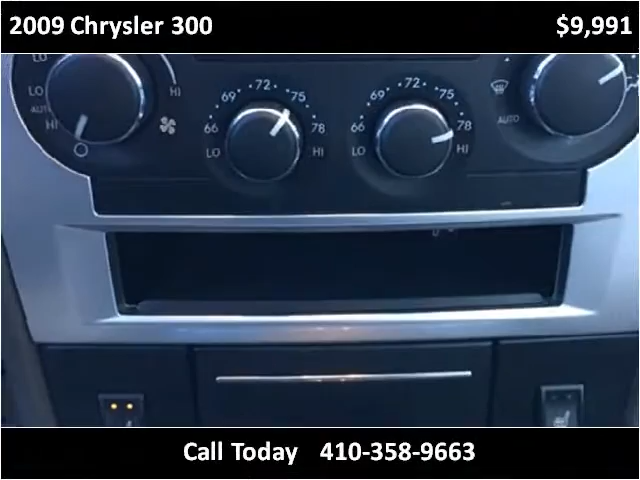 2009 Chrysler 300 $9,991
LO
LO HI
AUTO
HI
66 69 72 75 78
LO HI
66 69 72 75 78
LO HI
AUTO
Call Today 410-358-9663